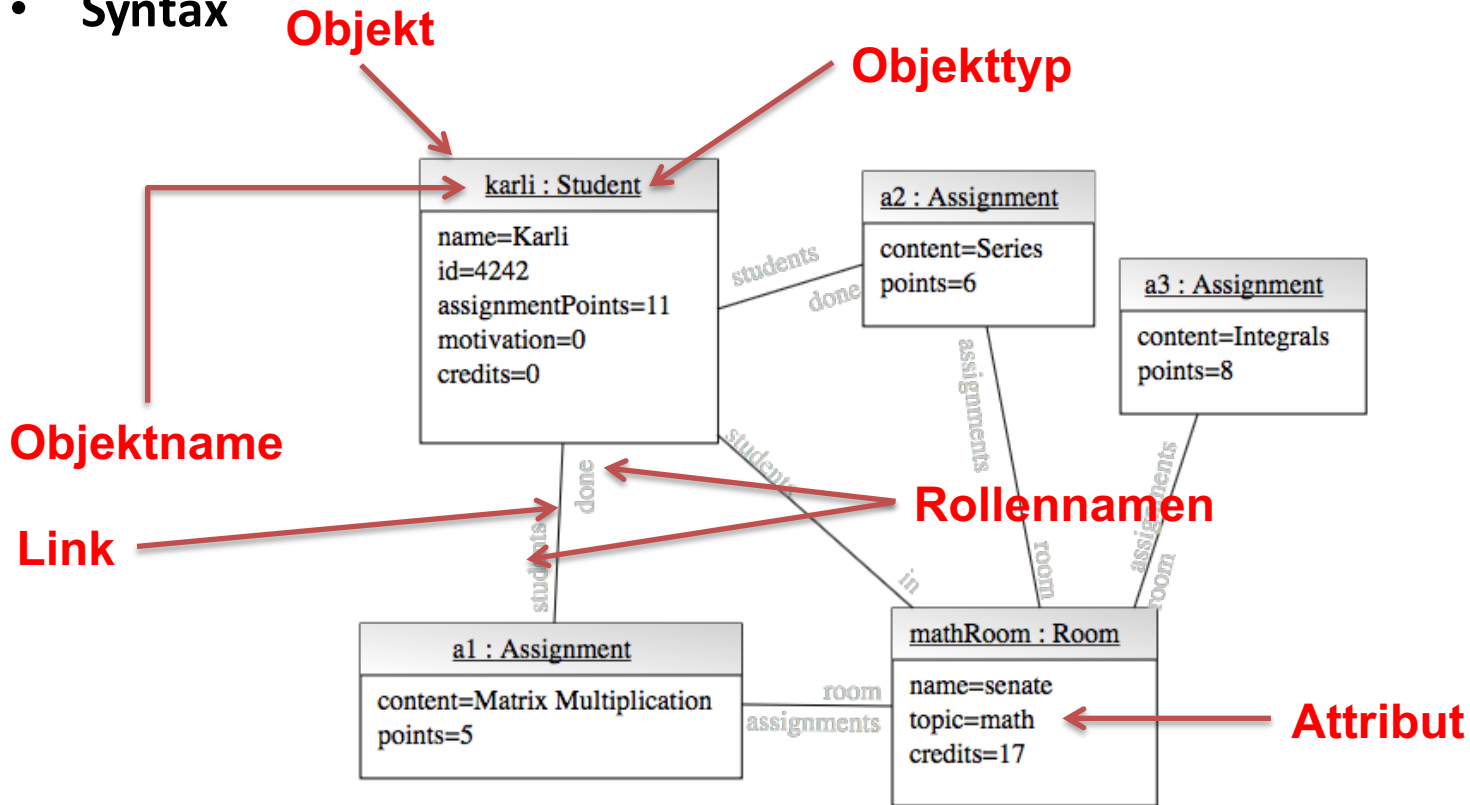 • Syntax
Objekt
Objekttyp
karli : Student
name=Karli
id=4242
assignmentPoints=11
motivation=0
credits=0
students
done
a2 : Assignment
content=Series
points=6
a3 : Assignment
content=Integrals
points=8
Objektname
Link
done
students
students
in
assignments
room
assignments
room
Rollennamen
a1 : Assignment
content=Matrix Multiplication
points=5
room
assignments
mathRoom : Room
name=senate
topic=math
credits=17
Attribut